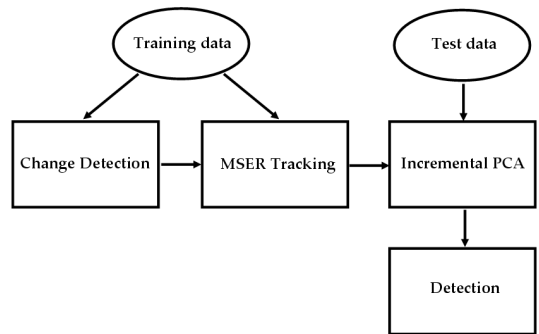 Training data
Test data
Change Detection
MSER Tracking
Incremental PCA
Detection